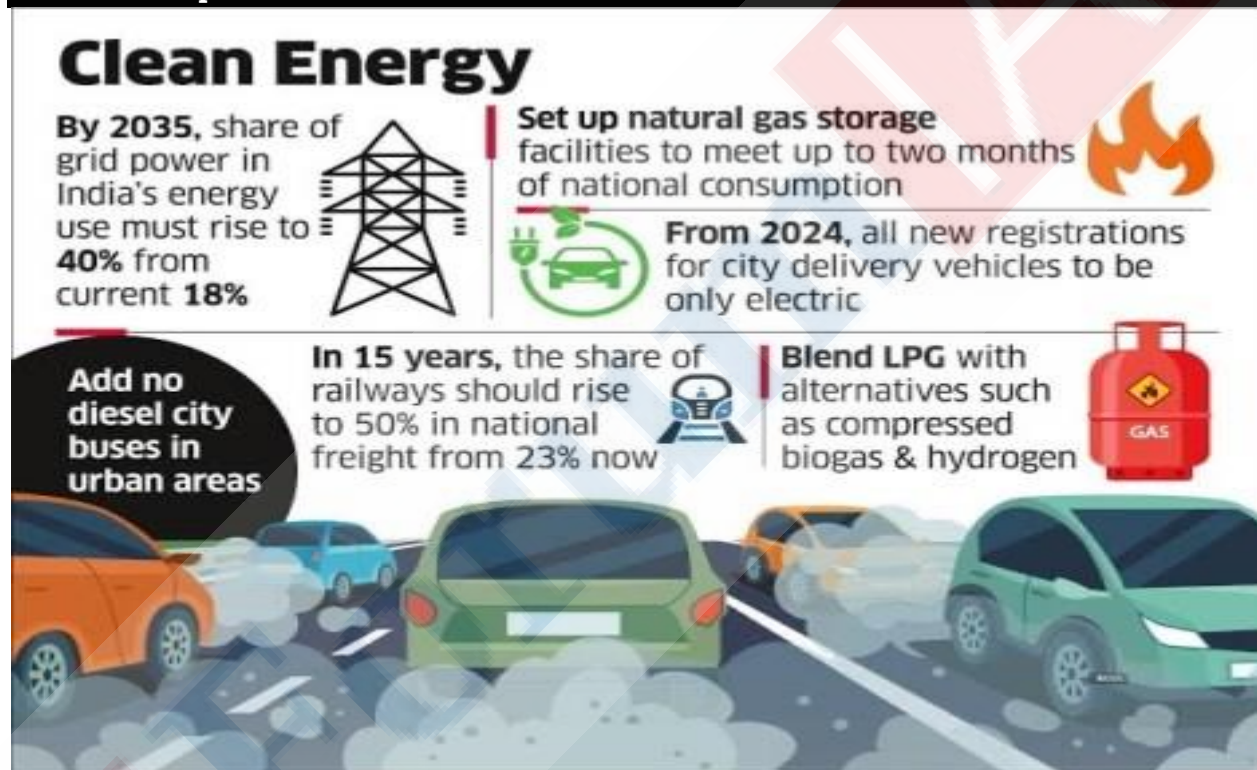 Clean Energy
By 2035, share of
grid power in
India's energy
use must rise to
40% from
current 18%
Set up natural gas storage
facilities to meet up to two months
of national consumption
From 2024, all new registrations
for city delivery vehicles to be
only electric
Add no
diesel city
buses in
urban areas
In 15 years, the share of
railways should rise
to 50% in national
freight from 23% now
Blend LPG with
alternatives such
as compressed
biogas & hydrogen
GAS